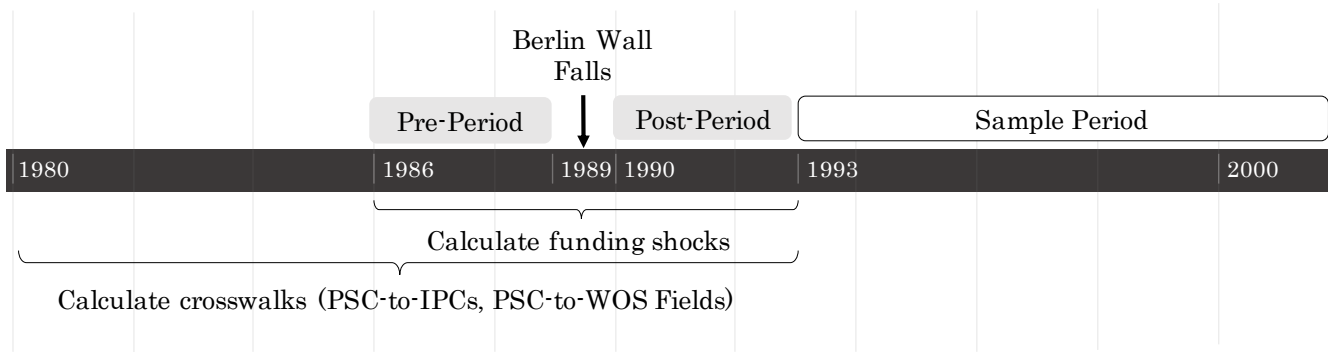 Berlin Wall
Falls
Pre-Period
Post-Period
Sample Period
1980
1986
1989
1990
1993
2000
Calculate funding shocks
Calculate crosswalks (PSC-to-IPCs, PSC-to-WOS Fields)